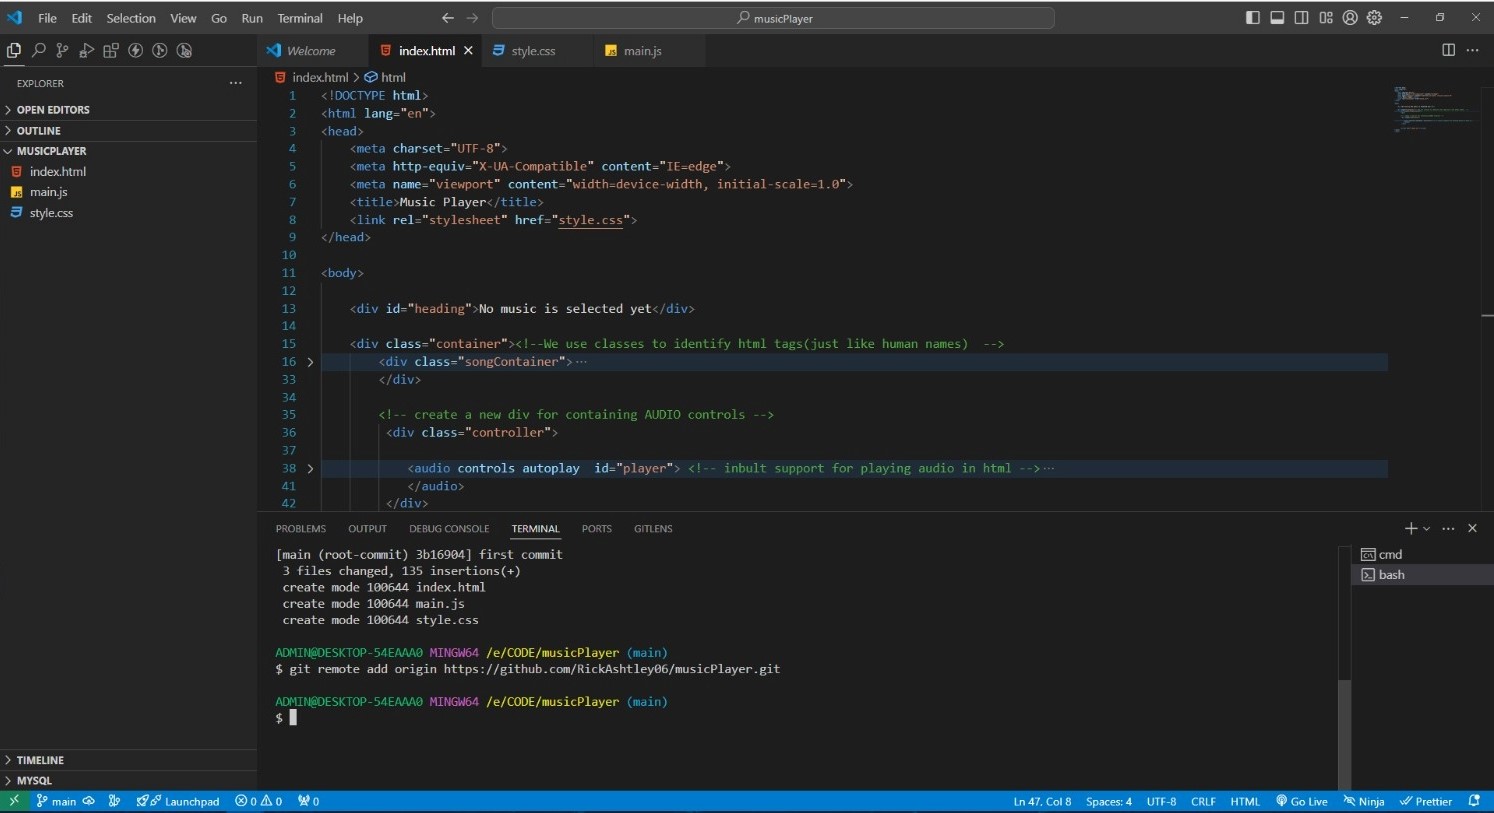 File Edit Selection View Go Run Terminal Help
musicPlayer
EXPLORER
OPEN EDITORS
OUTLINE
MUSICPLAYER
index.html
JS main.js
style.css
TIMELINE
MYSQL
Welcome index.html style.css JS main.js
index.html > html
1 <!DOCTYPE html>
2 <html lang="en">
3 <head>
4 <meta charset="UTF-8">
5 <meta http-equiv="X-UA-Compatible" content="IE=edge">
6 <meta name="viewport" content="width=device-width, initial-scale=1.0">
7 <title>Music Player</title>
8 <link rel="stylesheet" href="style.css">
9 </head>
10
11 <body>
12
13 <div id="heading">No music is selected yet</div>
14
15 <div class="container"><!--We use classes to identify html tags(just like human names)  -->
16 <div class="songContainer">···
33 </div>
34
35 <!-- create a new div for containing AUDIO controls -->
36 <div class="controller">
37
38 <audio controls autoplay  id="player"> <!-- inbult support for playing audio in html -->···
41 </audio>
42 </div>
PROBLEMS OUTPUT DEBUG CONSOLE TERMINAL PORTS GITLENS
[main (root-commit) 3b16904] first commit
3 files changed, 135 insertions(+)
create mode 100644 index.html
create mode 100644 main.js
create mode 100644 style.css
ADMIN@DESKTOP-54EAAA0 MINGW64 /e/CODE/musicPlayer (main)
$ git remote add origin https://github.com/RickAshtley06/musicPlayer.git
ADMIN@DESKTOP-54EAAA0 MINGW64 /e/CODE/musicPlayer (main)
$
cmd
bash
main Launchpad 0 0 0 Ln 47, Col 8 Spaces: 4 UTF-8 CRLF HTML Go Live Ninja Prettier